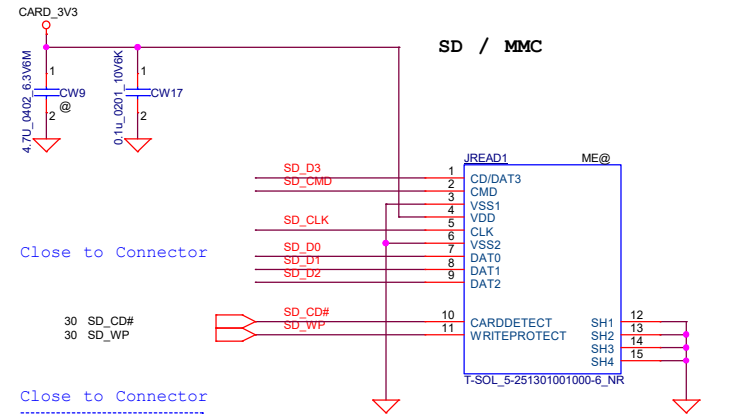 CARD_3V3
SD / MMC
1
1
4.7U_0402_6.3V6M
CW9
@
0.1u_0201_10V6K
CW17
2
2
JREAD1 ME@
SD_D3 1 CD/DAT3
SD_CMD 2 CMD
3 VSS1
4 VDD
SD_CLK 5 CLK
6 VSS2
SD_D0 7 DAT0
SD_D1 8 DAT1
SD_D2 9 DAT2
Close to Connector
30 SD_CD# SD_CD# 10 CARDDETECT SH1 12
30 SD_WP SD_WP 11 WRITEPROTECT SH2 13
SH3 14
SH4 15
T-SOL_5-251301001000-6_NR
Close to Connector